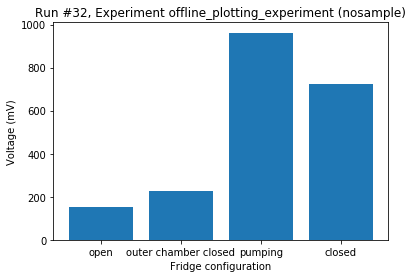 Run #32, Experiment offline_plotting_experiment (nosample)
1000
800
600
400
200
0
Voltage (mV)
open outer chamber closed pumping closed
Fridge configuration